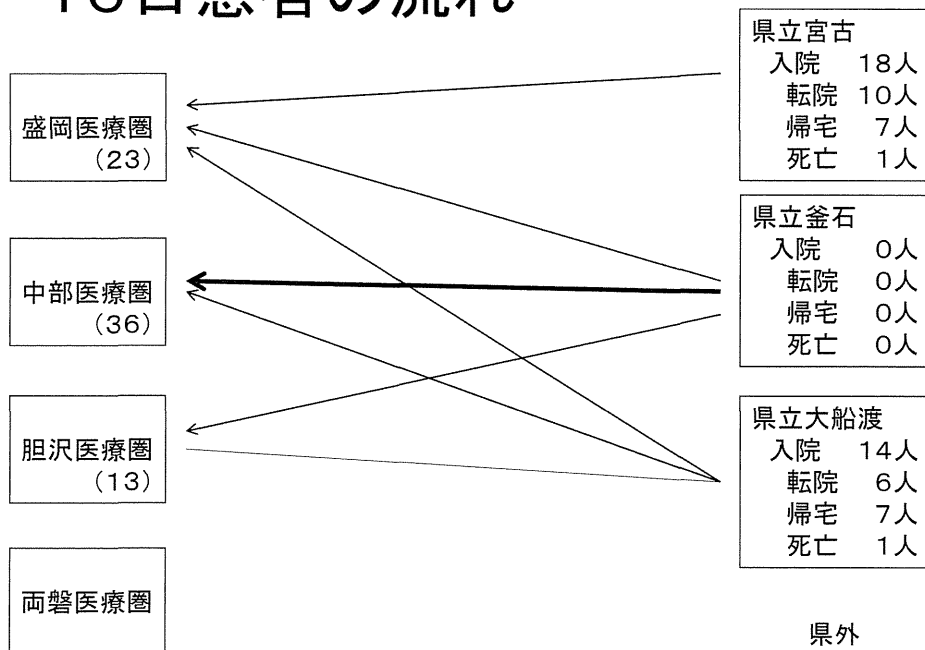 盛岡医療圏
(23)
中部医療圏
(36)
胆沢医療圏
(13)
両磐医療圏
県立宮古
入院 18人
転院 10人
帰宅 7人
死亡 1人
県立釜石
入院 0人
転院 0人
帰宅 0人
死亡 0人
県立大船渡
入院 14人
転院 6人
帰宅 7人
死亡 1人
県外